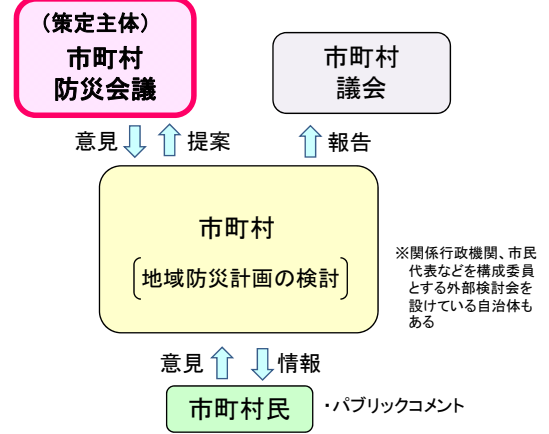 （策定主体）
市町村
防災会議
市町村
議会
意見
提案
報告
市町村
地域防災計画の検討
※関係行政機関、市民
代表などを構成委員
とする外部検討会を
設けている自治体も
ある
意見
情報
市町村民
・パブリックコメント